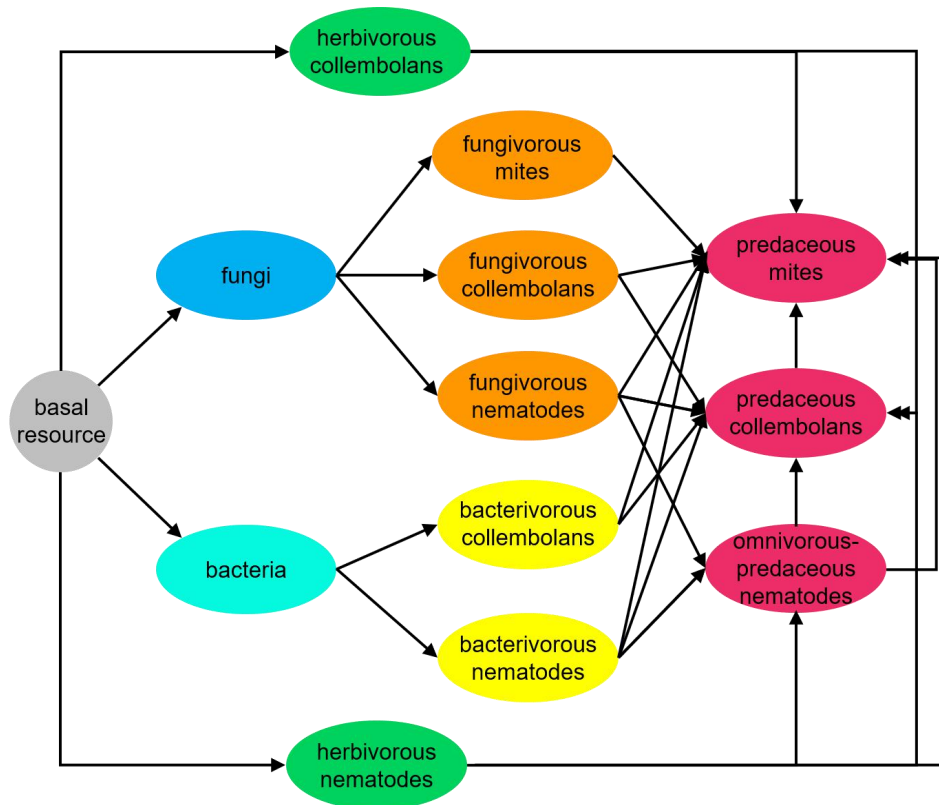 herbivorous
collembolans
fungivorous
mites
fungi
fungivorous
collembolans
predaceous
mites
fungivorous
nematodes
basal
resource
predaceous
collembolans
bacterivorous
collembolans
bacteria
omnivorous-
predaceous
nematodes
bacterivorous
nematodes
herbivorous
nematodes